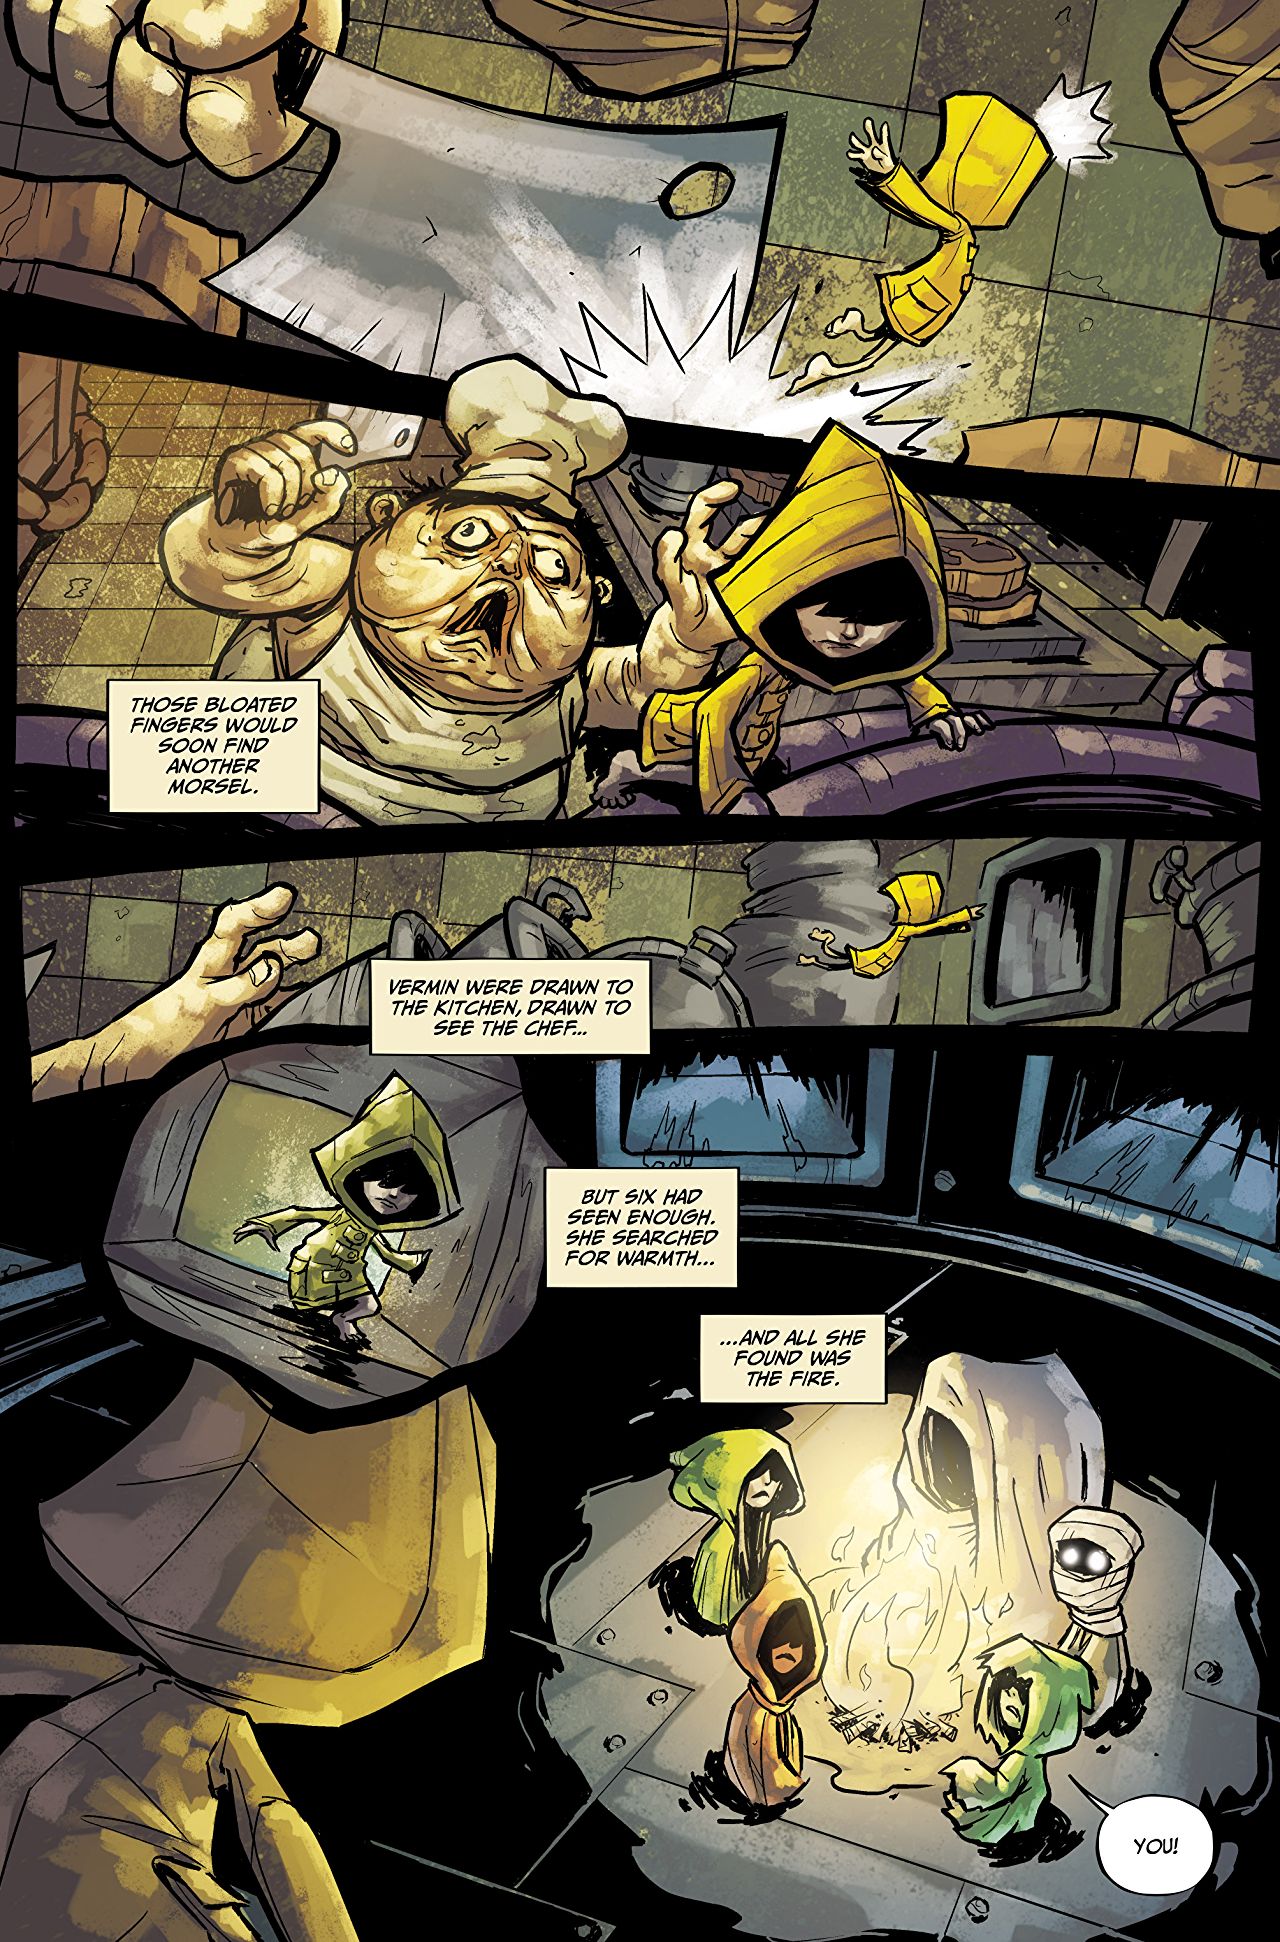 THOSE BLOATED
FINGERS WOULD
SOON FIND
ANOTHER
MORSEL.
VERMIN WERE DRAWN TO
THE KITCHEN, DRAWN TO
SEE THE CHEF...
BUT SIX HAD
SEEN ENOUGH.
SHE SEARCHED
FOR WARMTH...
...AND ALL SHE
FOUND WAS
THE FIRE.
YOU!